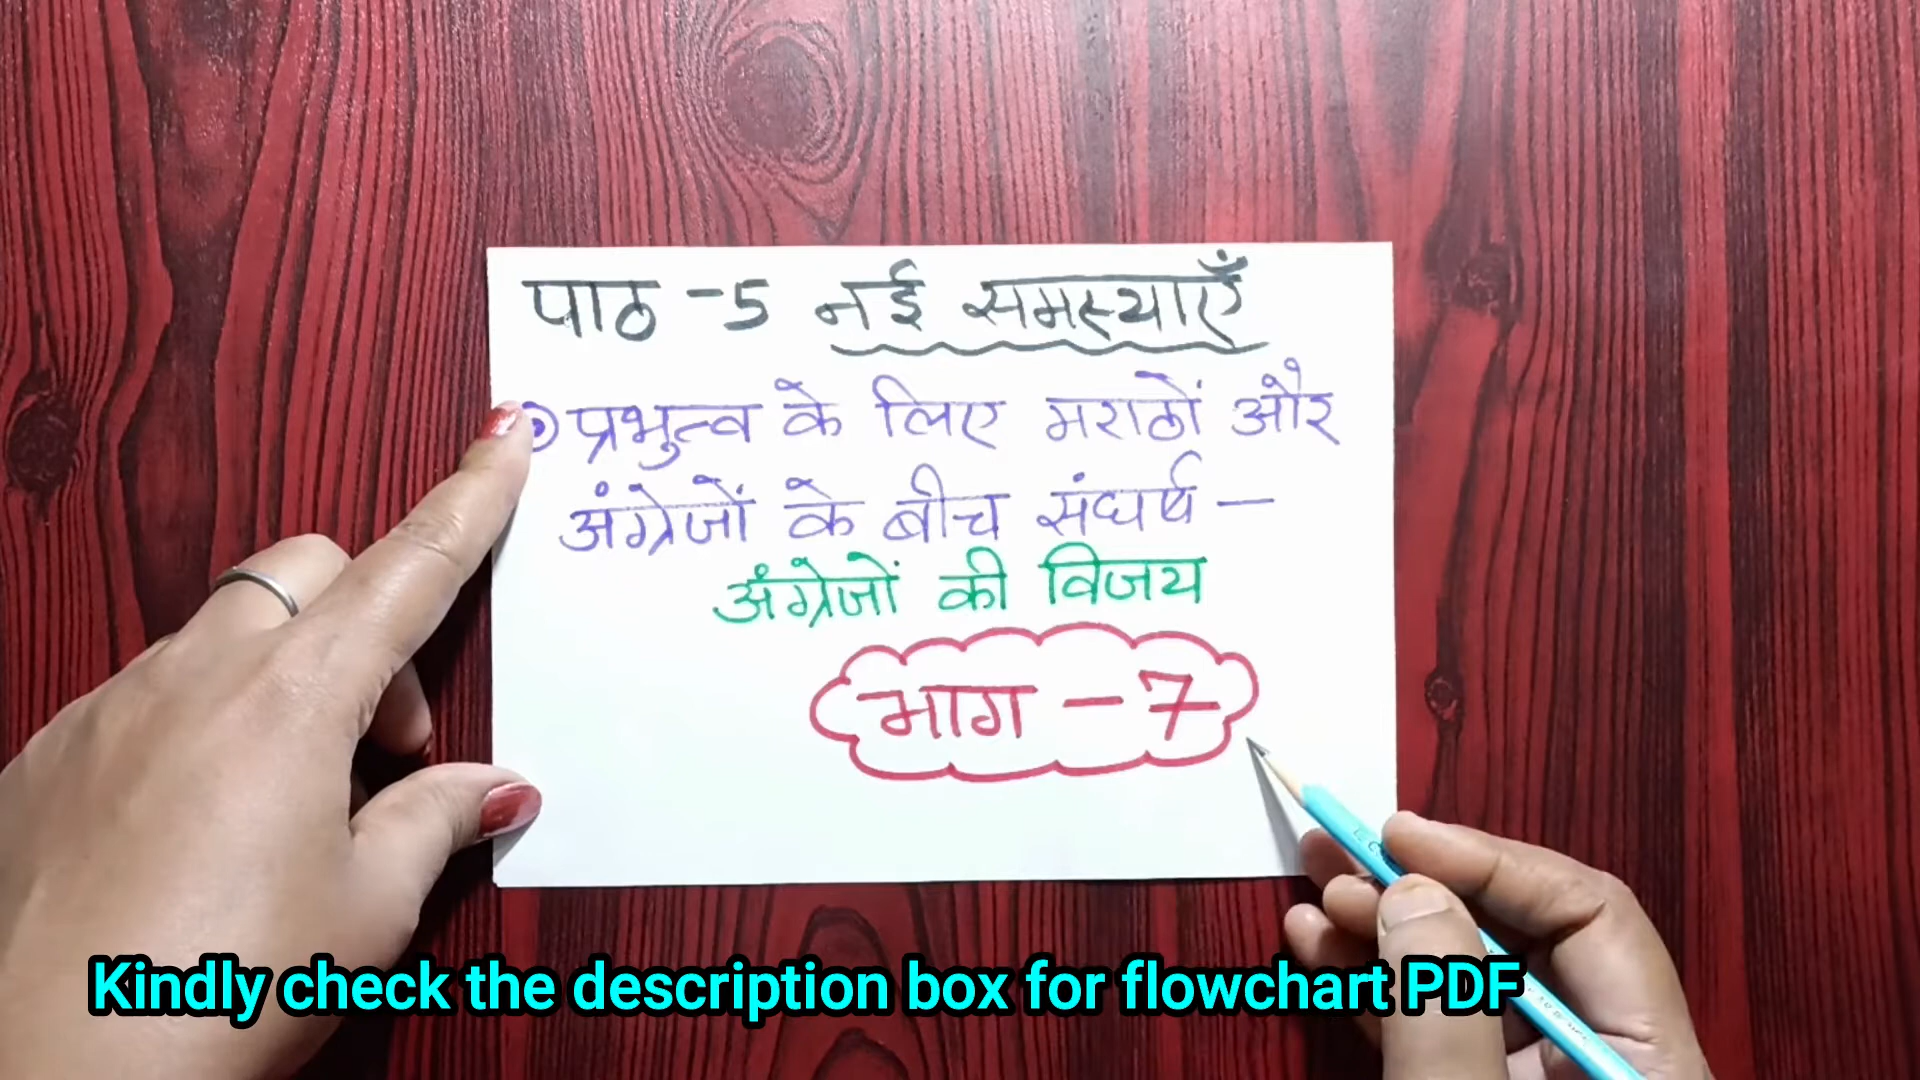 पाठ -5 नई समस्याएँ
प्रभुत्व के लिए मराठों और
अंग्रेजों के बीच संघर्ष –
अंग्रेजों की विजय
भाग - 7
Kindly check the description box for flowchart PDF